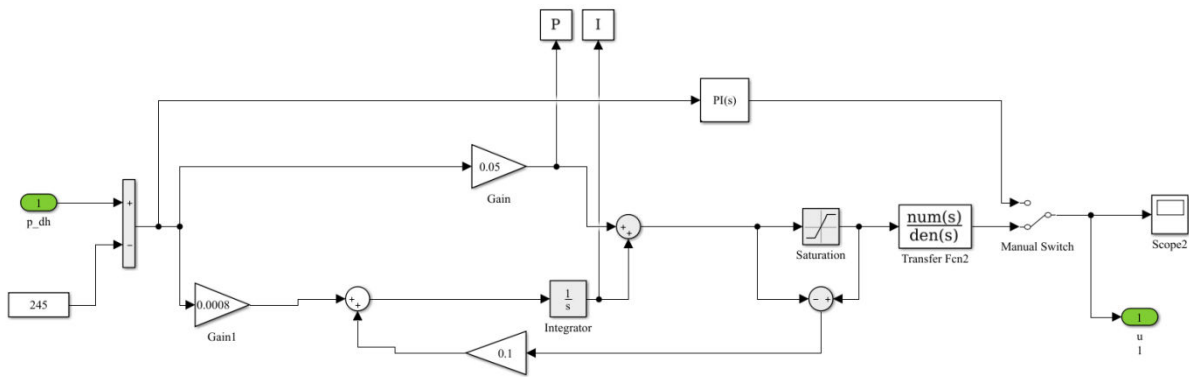 P I
PI(s)
0.05
Gain
1
p_dh
+
−
245
0.0008
Gain1
+
+
1
s
Integrator
0.1
+
+
Saturation
− +
num(s)
den(s)
Transfer Fcn2
Manual Switch
Scope2
1
u
1